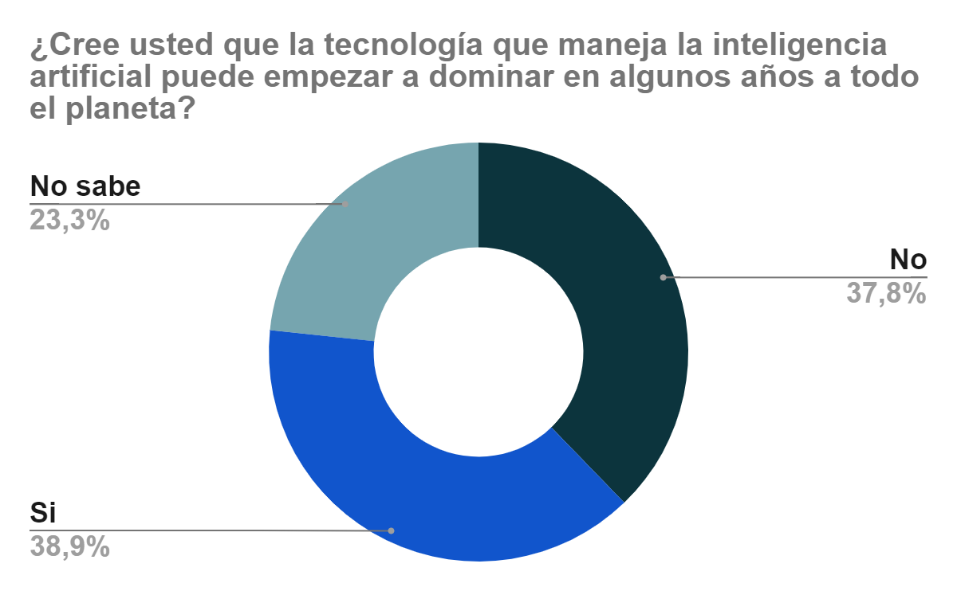 ¿Cree usted que la tecnología que maneja la inteligencia
artificial puede empezar a dominar en algunos años a todo
el planeta?
No sabe
23,3%
No
37,8%
Si
38,9%